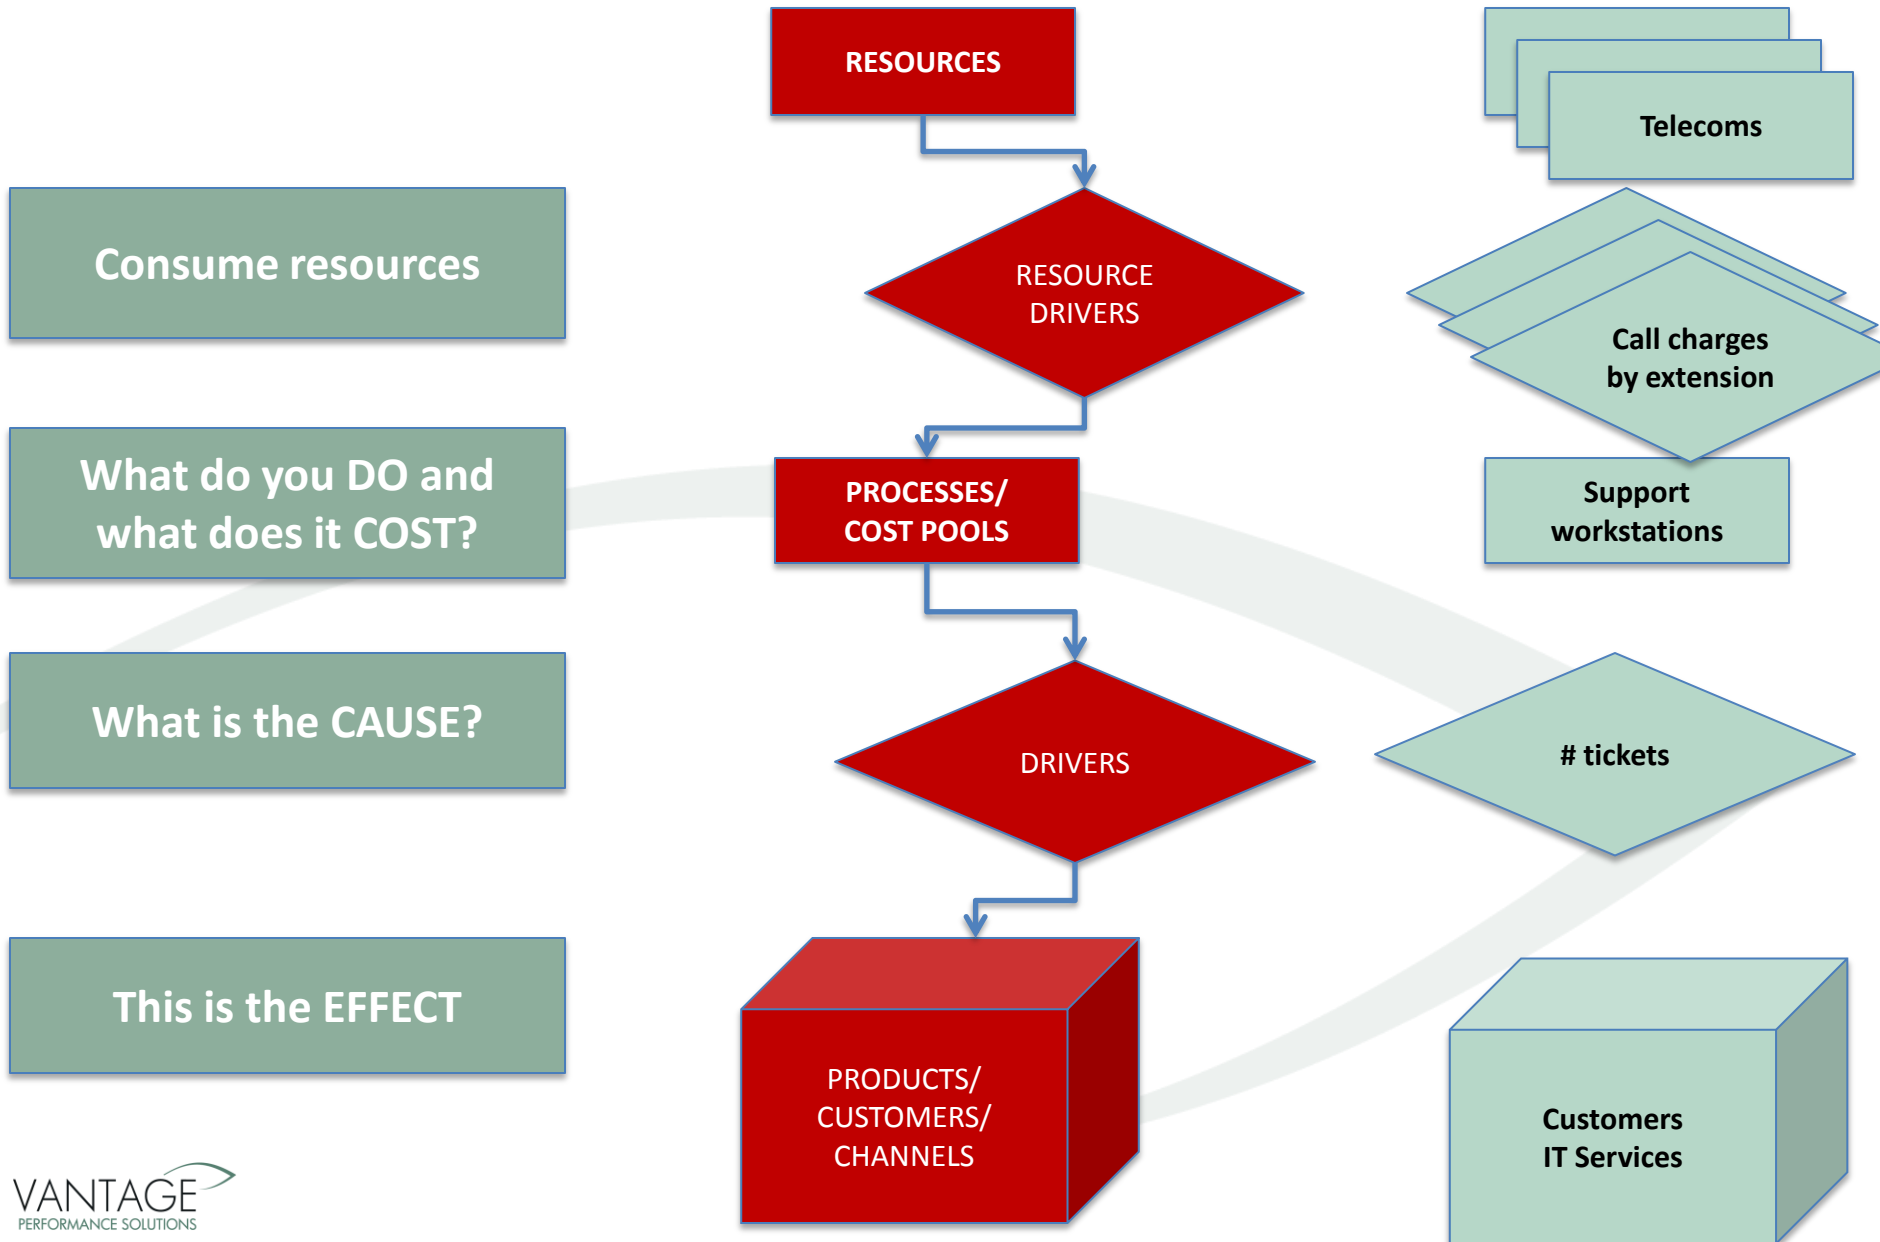 RESOURCES
Telecoms
Consume resources
RESOURCE
DRIVERS
Call charges
by extension
What do you DO and
what does it COST?
PROCESSES/
COST POOLS
Support
workstations
What is the CAUSE?
DRIVERS
# tickets
This is the EFFECT
PRODUCTS/
CUSTOMERS/
CHANNELS
Customers
IT Services
VANTAGE
PERFORMANCE SOLUTIONS